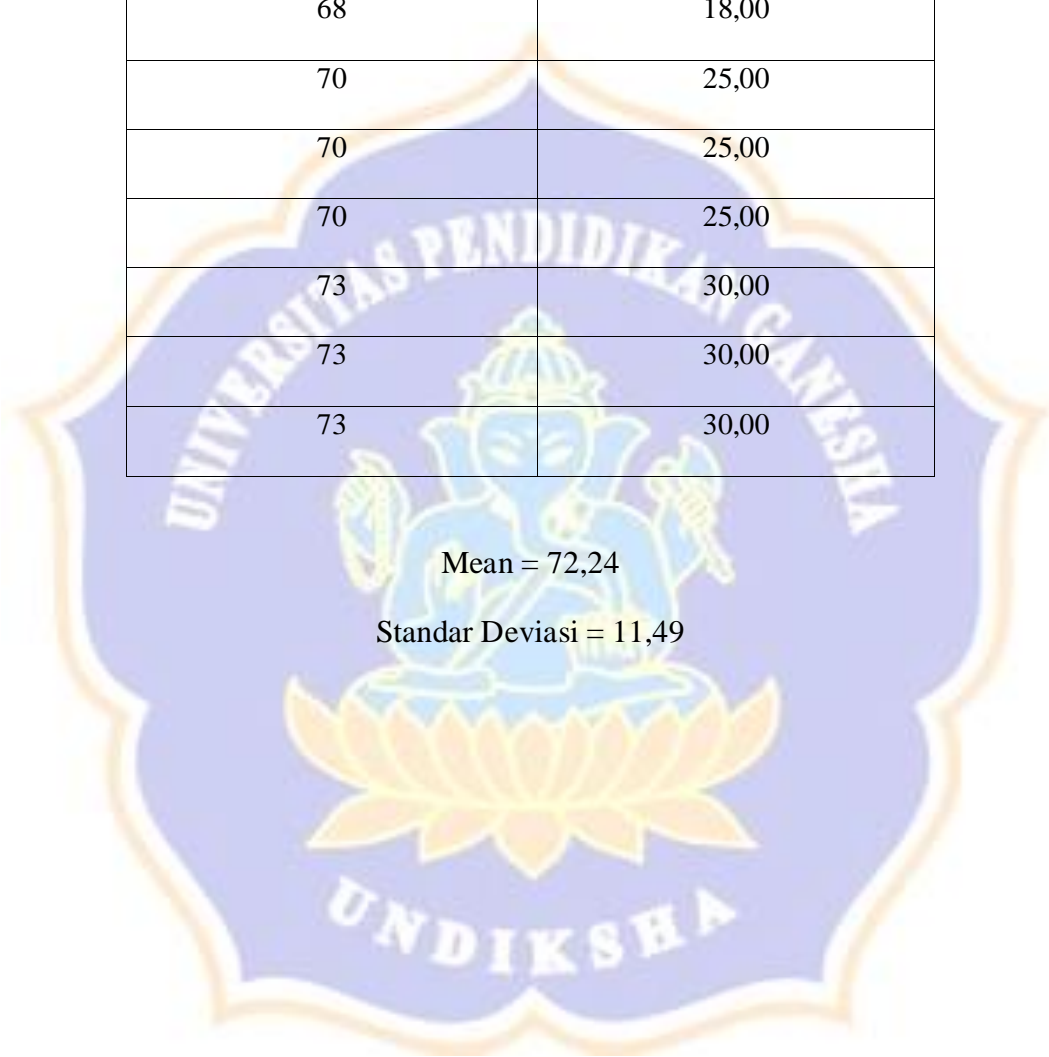 68 18,00
70 25,00
70 25,00
70 25,00
73 30,00
73 30,00
73 30,00
Mean = 72,24
Standar Deviasi = 11,49
UNIVERSITAS PENDIDIKAN GANESHA
UNDIKSHA